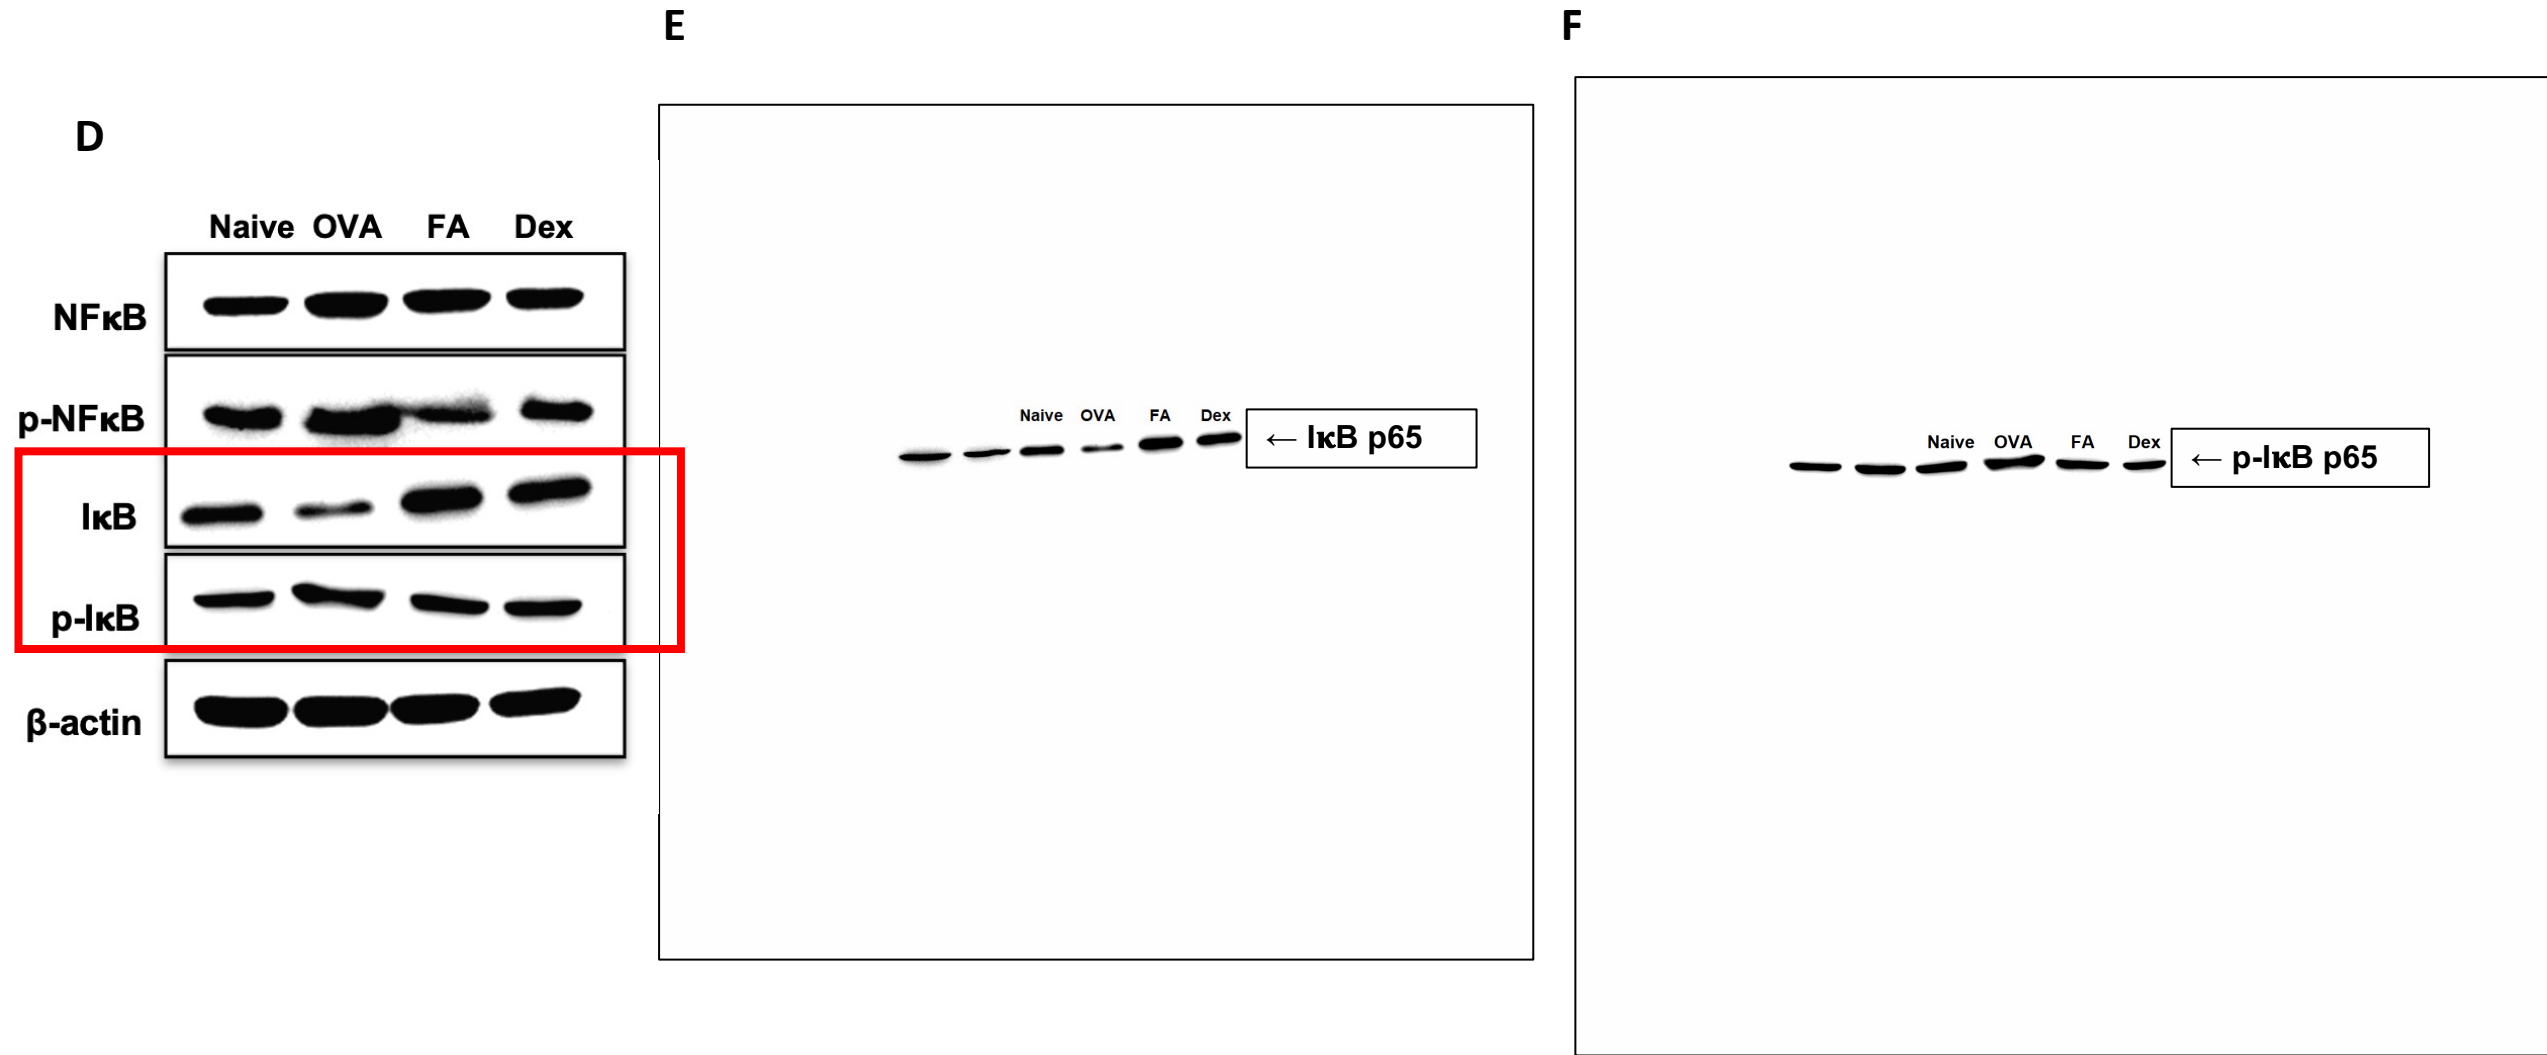 D
Naive OVA FA Dex
NFκB
p-NFκB
IκB
p-IκB
β-actin
E
Naive OVA FA Dex
← IκB p65
F
Naive OVA FA Dex
← p-IκB p65